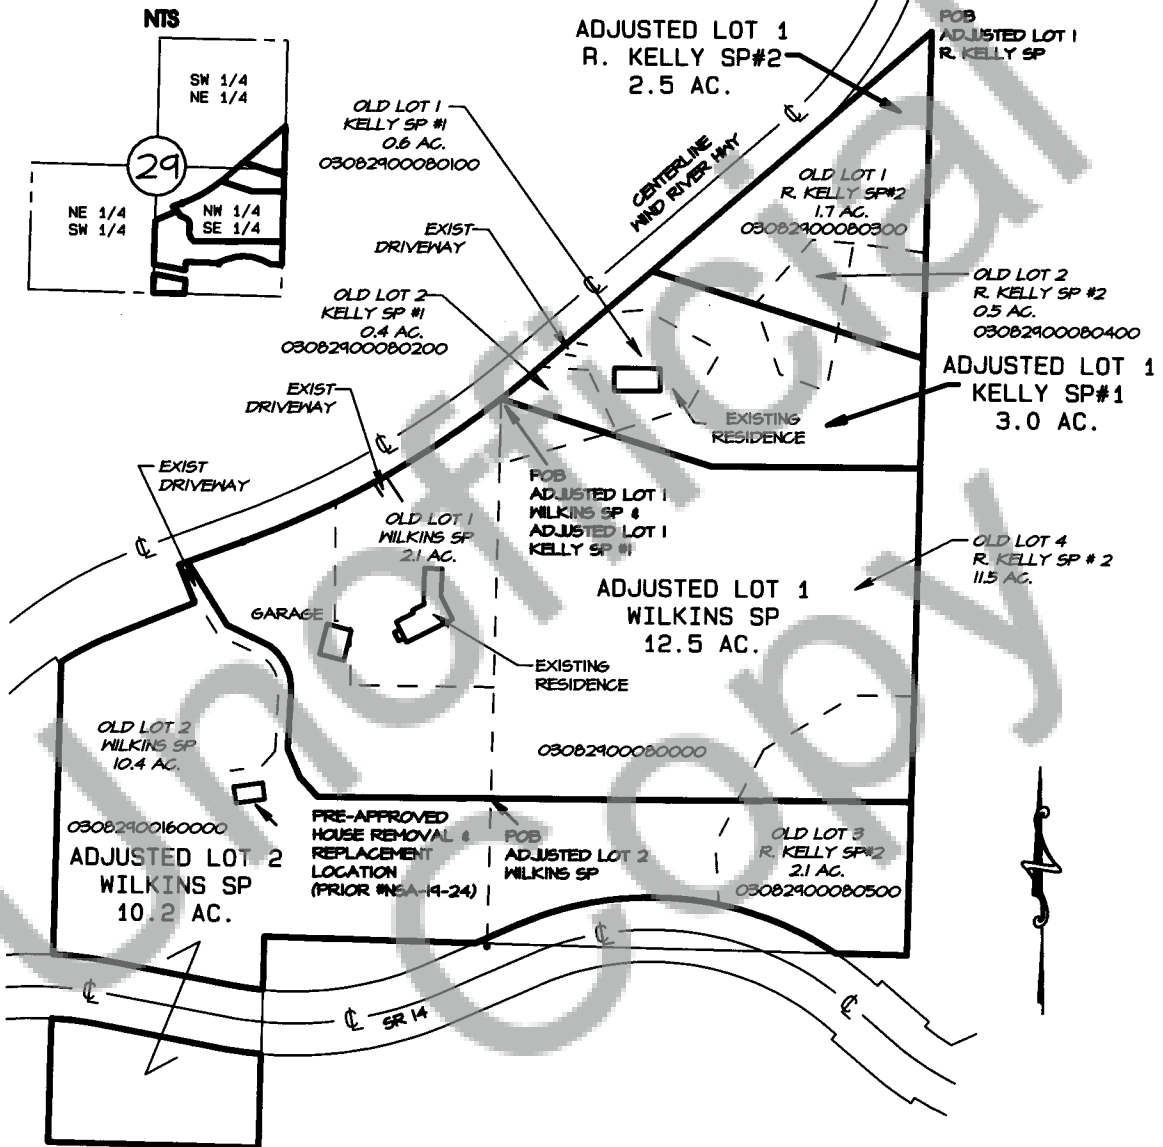 NTS
SW 1/4
NE 1/4
29
NE 1/4
SW 1/4
NW 1/4
SE 1/4
ADJUSTED LOT 1
R. KELLY SP#2
2.5 AC.
POB
ADJUSTED LOT 1
R. KELLY SP
OLD LOT 1
KELLY SP #1
0.6 AC.
03082900080100
CENTERLINE
WIND RIVER HWY
OLD LOT 1
R. KELLY SP#2
1.7 AC.
03082900080300
EXIST
DRIVEWAY
OLD LOT 2
R. KELLY SP #2
0.5 AC.
03082900080400
OLD LOT 2
KELLY SP #1
0.4 AC.
03082900080200
ADJUSTED LOT 1
KELLY SP#1
3.0 AC.
EXIST
DRIVEWAY
EXISTING
RESIDENCE
EXIST
DRIVEWAY
POB
ADJUSTED LOT 1
WILKINS SP &
ADJUSTED LOT 1
KELLY SP #1
OLD LOT 1
WILKINS SP
2.1 AC.
OLD LOT 4
R. KELLY SP # 2
11.5 AC.
ADJUSTED LOT 1
WILKINS SP
12.5 AC.
GARAGE
EXISTING
RESIDENCE
OLD LOT 2
WILKINS SP
10.4 AC.
03082900080000
03082900160000
ADJUSTED LOT 2
WILKINS SP
10.2 AC.
PRE-APPROVED
HOUSE REMOVAL &
REPLACEMENT
LOCATION
(PRIOR #NSA-19-24)
POB
ADJUSTED LOT 2
WILKINS SP
OLD LOT 3
R. KELLY SP#2
2.1 AC.
03082900080500
SR 14
Unofficial
Copy